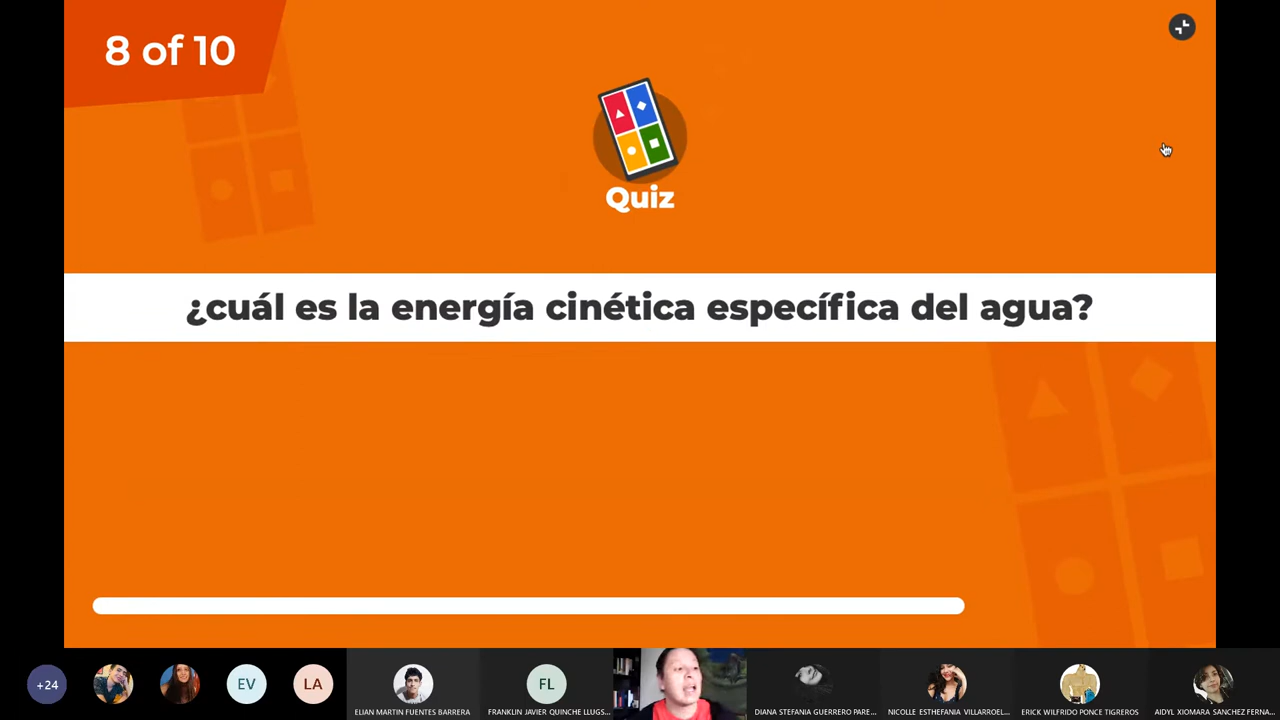 8 of 10
Quiz
¿cuál es la energía cinética específica del agua?
+24
EV
LA
FL
ELIAN MARTIN FUENTES BARRERA
FRANKLIN JAVIER QUINCHE LLUGS...
DIANA STEFANIA GUERRERO PARE...
NICOLLE ESTHEFANIA VILLARROEL...
ERICK WILFRIDO PONCE TIGREROS
AIDYL XIOMARA SANCHEZ FERNA...